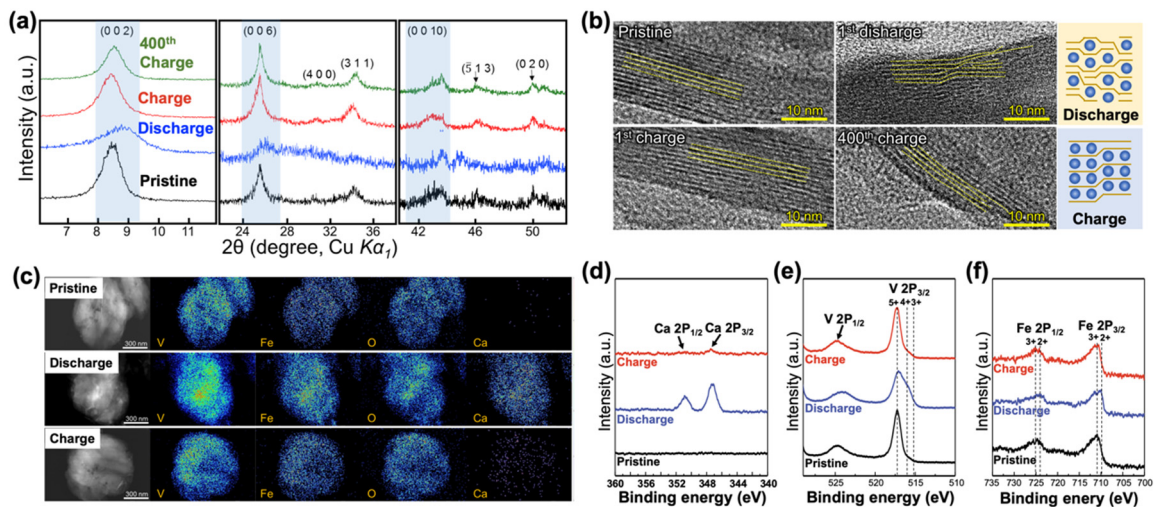 (a)
(0 0 2)
400th
Charge
Charge
Discharge
Pristine
(0 0 6)
(4 0 0)
(3 1 1)
(0 0 10)
(5̄ 1 3)
(0 2 0)
Intensity (a.u.)
7 8 9 10 11
24 28 32 36
42 46 50
2θ (degree, Cu Kα1)
(b)
Pristine
10 nm
1st disharge
10 nm
Discharge
1st charge
10 nm
400th charge
10 nm
Charge
(c)
Pristine
300 nm
V
Fe
O
Ca
Discharge
300 nm
V
Fe
O
Ca
Charge
300 nm
V
Fe
O
Ca
(d)
Ca 2P1/2 Ca 2P3/2
Charge
Discharge
Pristine
Intensity (a.u.)
360 356 352 348 344 340
Binding energy (eV)
(e)
V 2P3/2
5+ 4+ 3+
V 2P1/2
Charge
Discharge
Pristine
Intensity (a.u.)
525 520 515 510
Binding energy (eV)
(f)
Fe 2P1/2 Fe 2P3/2
3+ 2+ 3+ 2+
Charge
Discharge
Pristine
Intensity (a.u.)
735 730 725 720 715 710 705 700
Binding enery (eV)